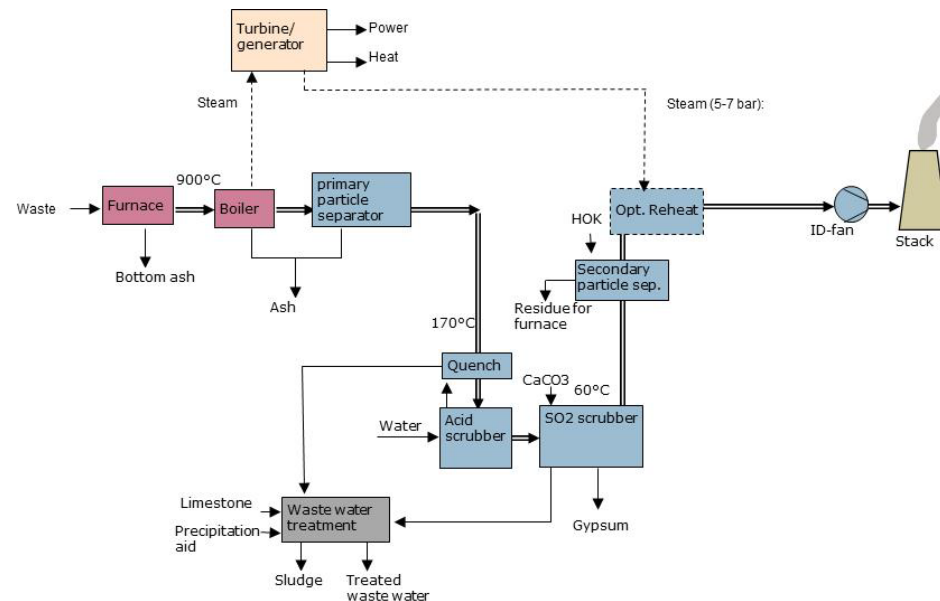 Turbine/
generator
Power
Heat
Steam
Steam (5-7 bar):
900°C
primary
particle
separator
Waste
Furnace
Boiler
Opt. Reheat
HOK
ID-fan
Stack
Bottom ash
Ash
Secondary
particle sep.
Residue for
furnace
170°C
Quench
CaCO3
60°C
Water
Acid
scrubber
SO2 scrubber
Limestone
Precipitation
aid
Waste water
treatment
Gypsum
Sludge
Treated
waste water